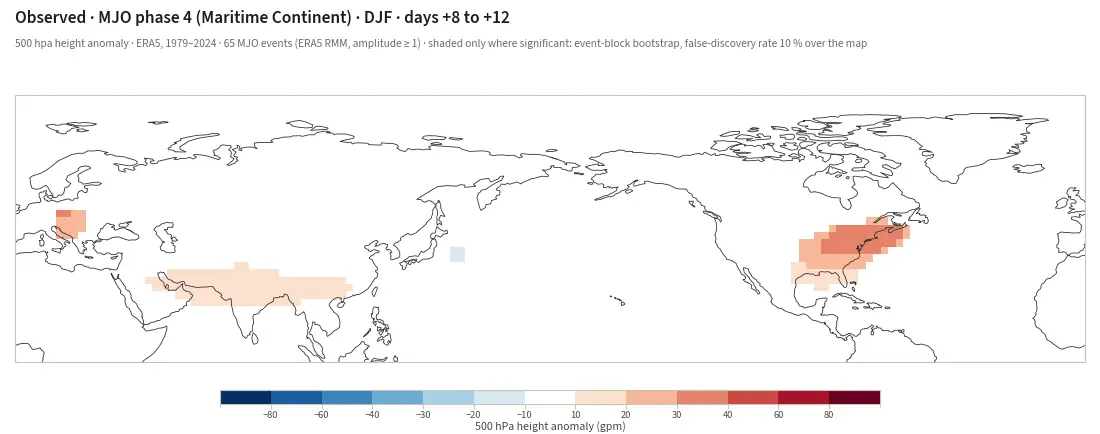 Observed · MJO phase 4 (Maritime Continent) · DJF · days +8 to +12
500 hpa height anomaly · ERA5, 1979–2024 · 65 MJO events (ERA5 RMM, amplitude ≥ 1) · shaded only where significant: event-block bootstrap, false-discovery rate 10 % over the map
−80 −60 −40 −30 −20 −10 10 20 30 40 60 80
500 hPa height anomaly (gpm)